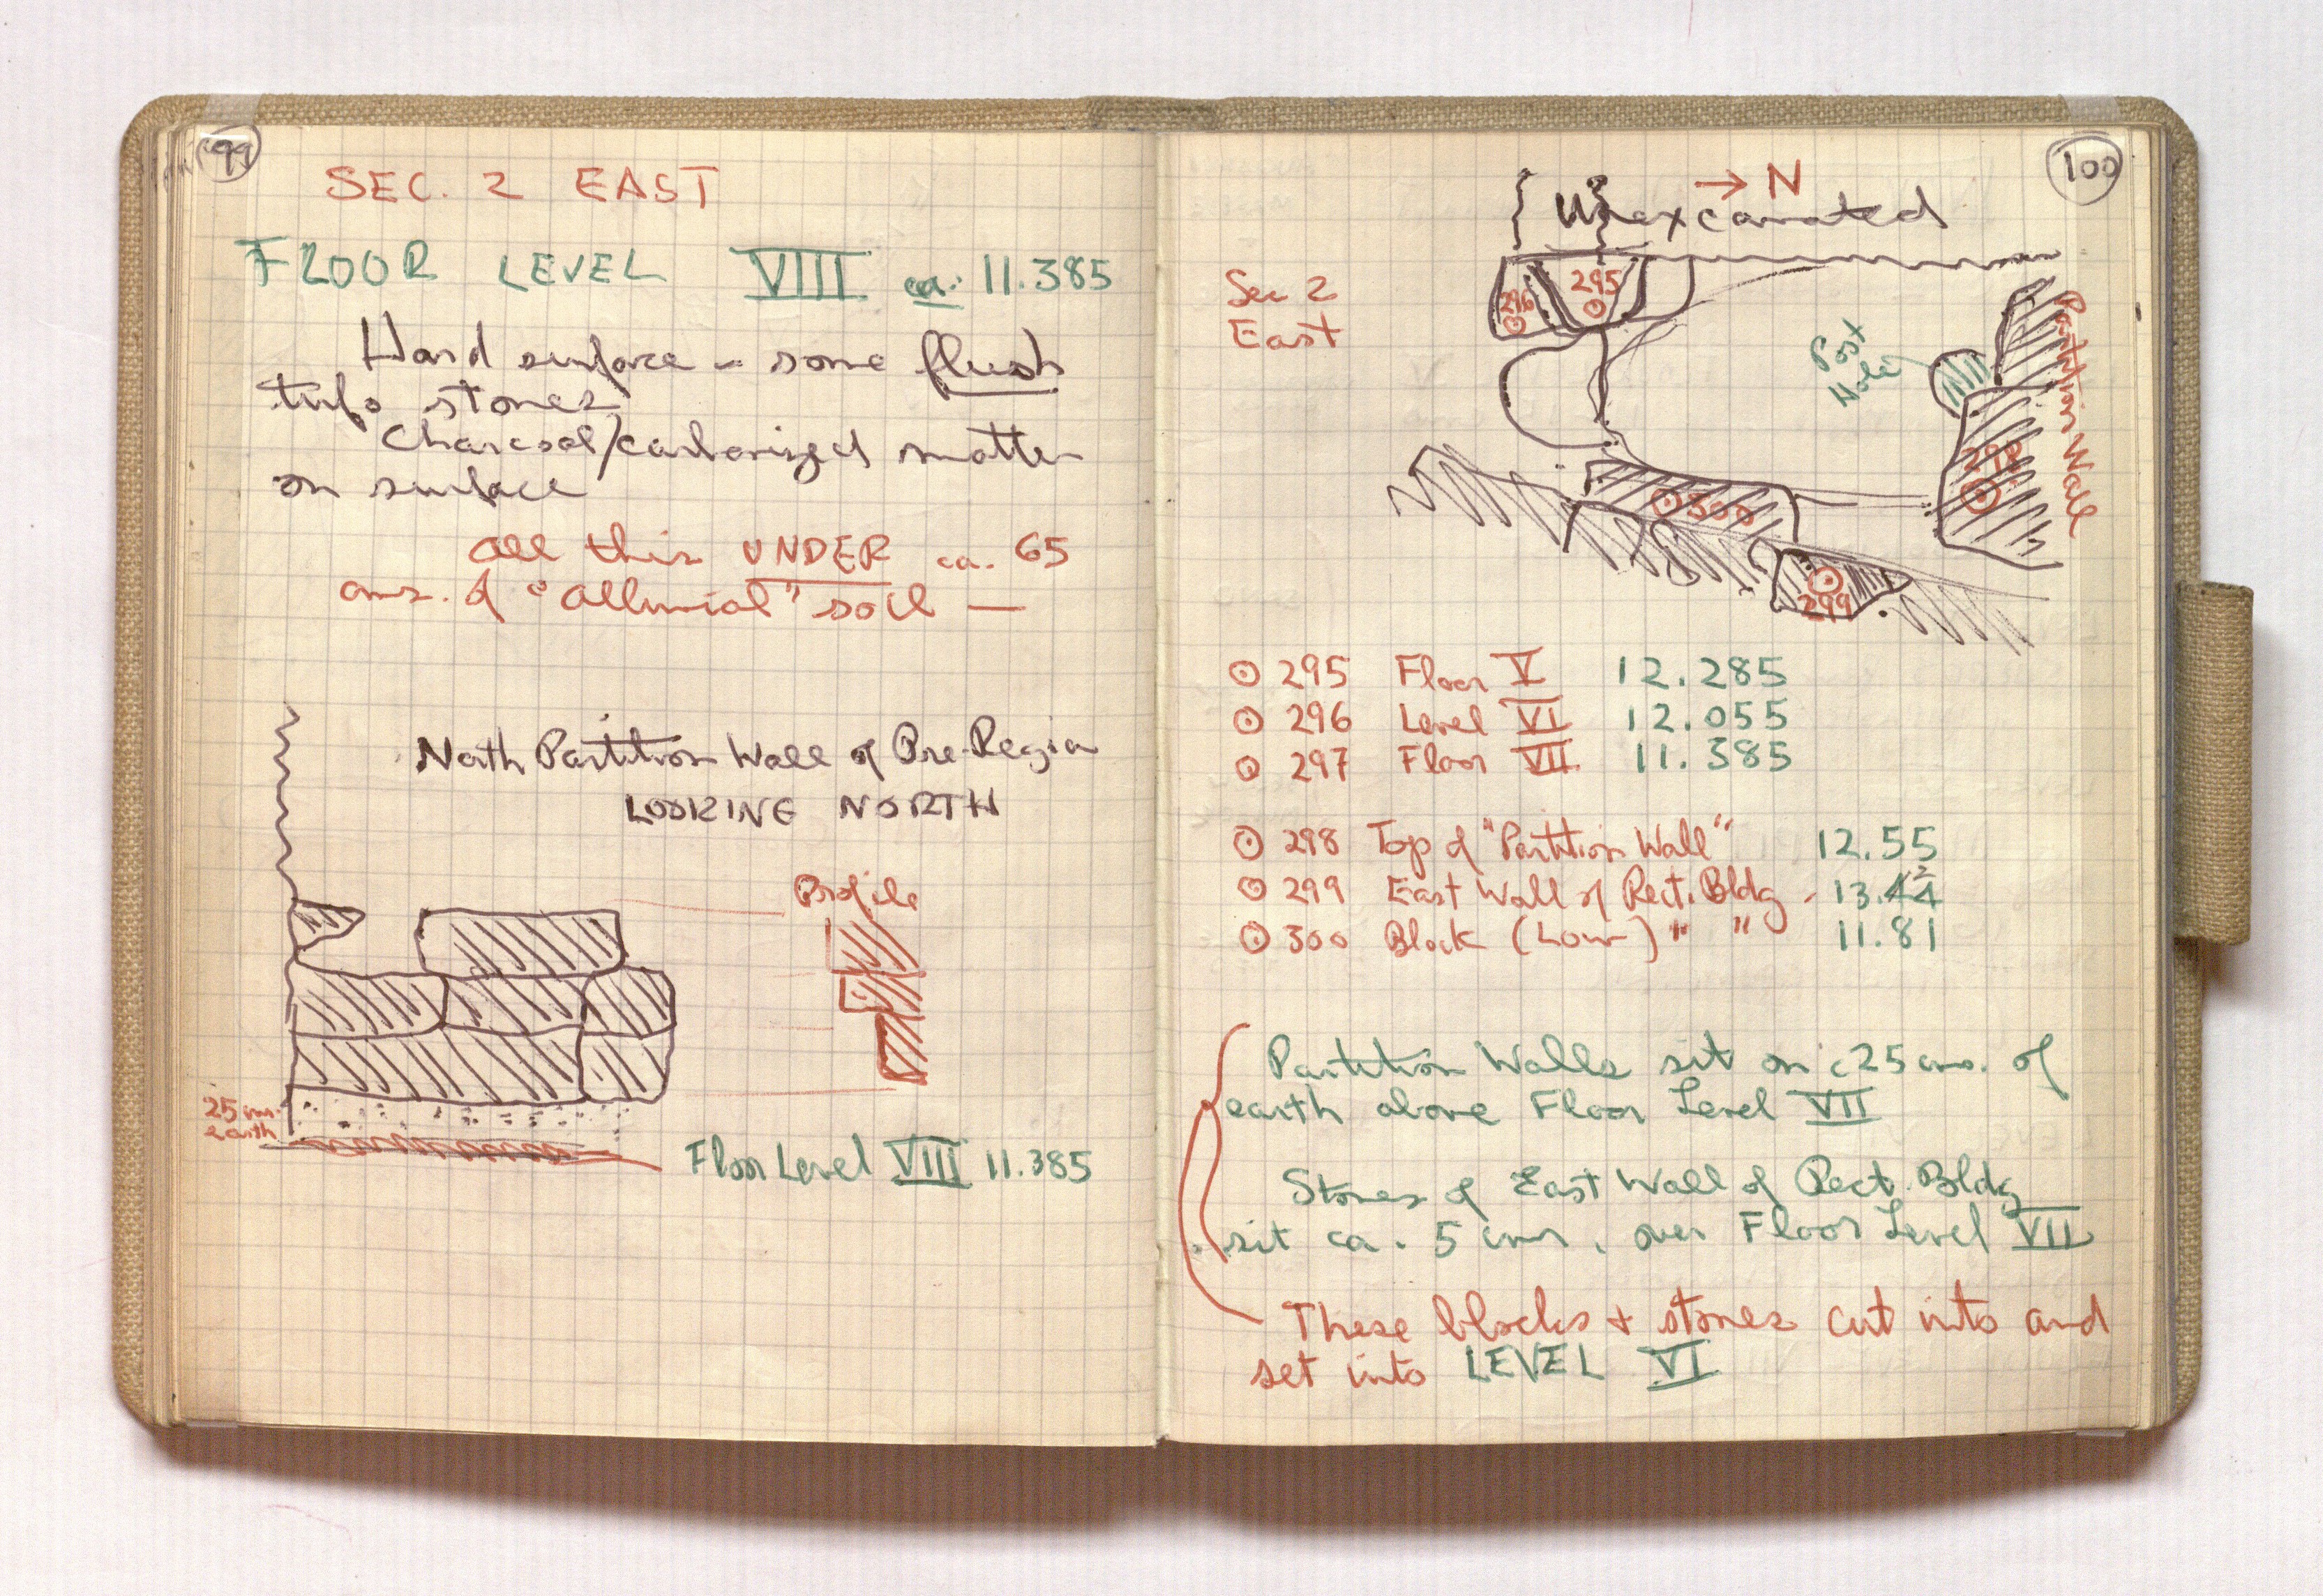 99
SEC. 2 EAST
FLOOR LEVEL VIII ca. 11.385
Hard surface - some flush
tufo stones
Charcoal/carbonized matter
on surface
All this UNDER ca. 65
cms. of "alluvial" soil —
North Partition Wall of Pre-Regia
LOOKING NORTH
Profile
25 cms.
earth
Floor Level VIII 11.385
100
→ N
Unexcavated
Sec 2
East
296
295
Post
Hole
Partition Wall
298
300
299
⊙ 295 Floor V 12.285
⊙ 296 Level VI 12.055
⊙ 297 Floor VII 11.385
⊙ 298 Top of "Partition Wall" 12.55
⊙ 299 East Wall of Rect. Bldg - 13.44 2
⊙ 300 Block (Lower) " " 11.81
Partition Walls sit on c25 cms. of
earth above Floor Level VII
Stones of East Wall of Rect. Bldg
sit ca. 5 cms. over Floor Level VII
These blocks + stones cut into and
set into LEVEL VI